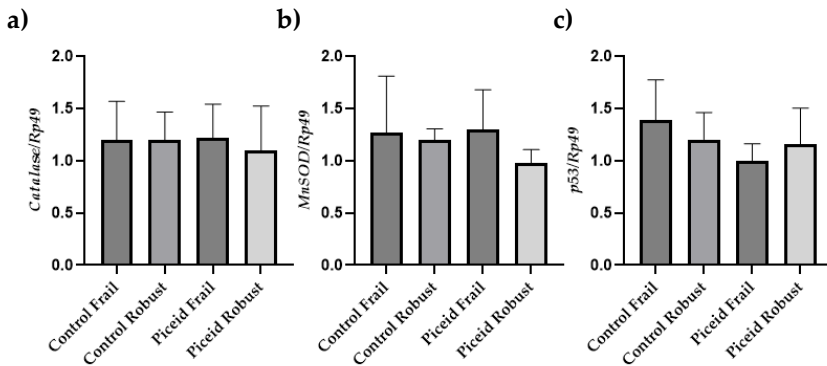 a)
Catalase/Rp49
2.0
1.5
1.0
0.5
0.0
Control Frail
Control Robust
Piceid Frail
Piceid Robust
b)
MnSOD/Rp49
2.0
1.5
1.0
0.5
0.0
Control Frail
Control Robust
Piceid Frail
Piceid Robust
c)
p53/Rp49
2.0
1.5
1.0
0.5
0.0
Control Frail
Control Robust
Piceid Frail
Piceid Robust